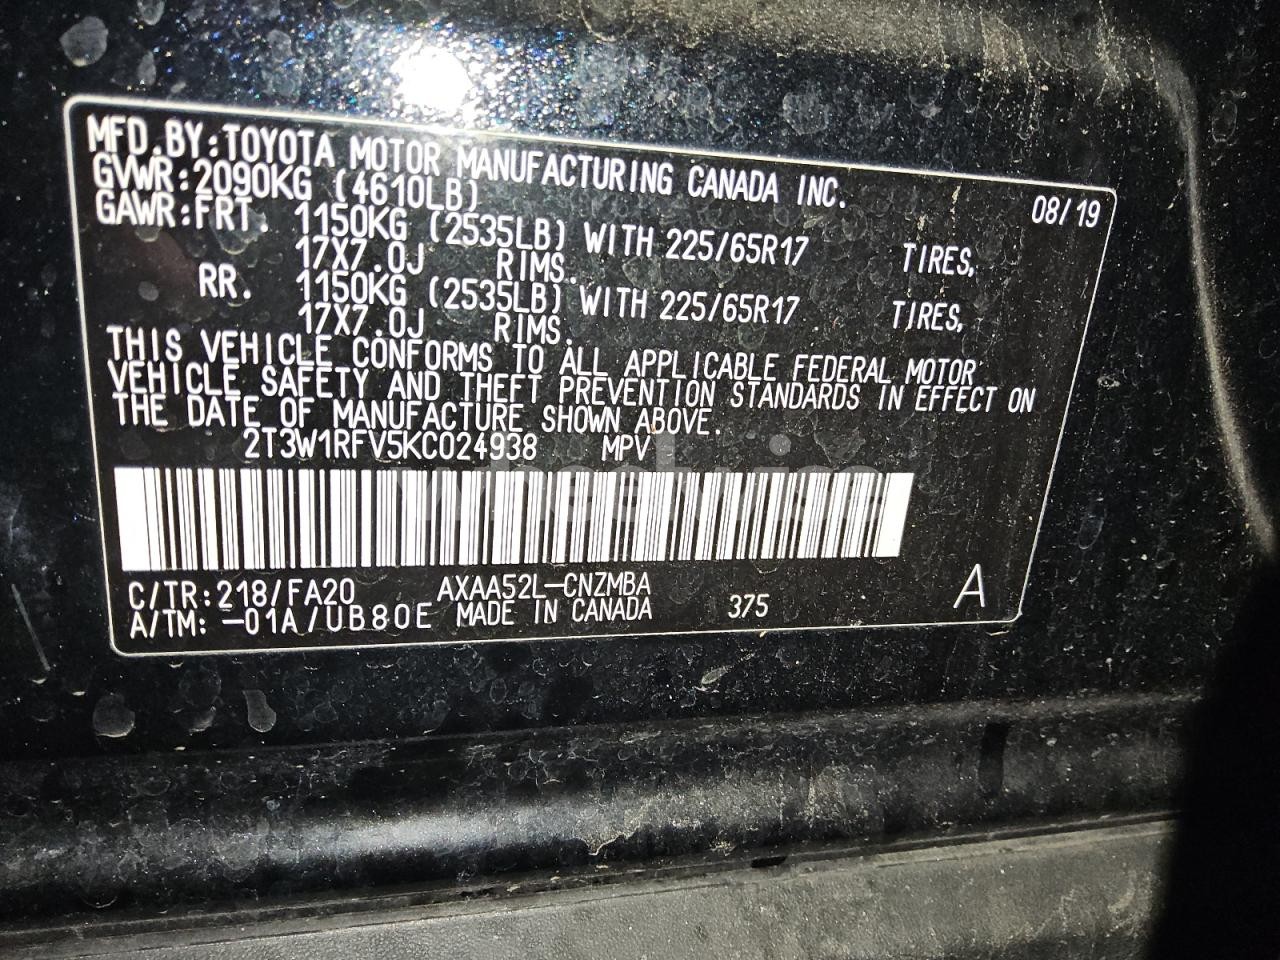 MFD.BY:TOYOTA MOTOR MANUFACTURING CANADA INC. 08/19
GVWR:2090KG (4610LB)
GAWR:FRT. 1150KG (2535LB) WITH 225/65R17 TIRES,
17X7.0J RIMS.
RR. 1150KG (2535LB) WITH 225/65R17 TIRES,
17X7.0J RIMS.
THIS VEHICLE CONFORMS TO ALL APPLICABLE FEDERAL MOTOR
VEHICLE SAFETY AND THEFT PREVENTION STANDARDS IN EFFECT ON
THE DATE OF MANUFACTURE SHOWN ABOVE.
2T3W1RFV5KC024938 MPV
wheelwise
C/TR:218/FA20 AXAA52L-CNZMBA
A/TM: -01A/UB80E MADE IN CANADA 375 A